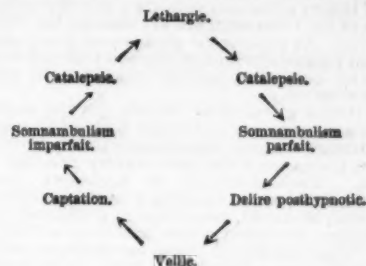 Lethargie.
Catalepsie. Catalepsie.
Somnambulism Somnambulism
imparfait. parfait.
Captation. Delire posthypnotic.
Veille.